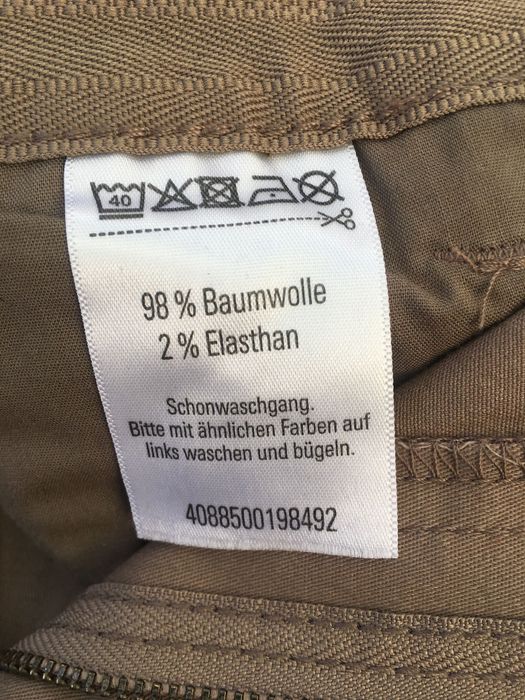 40
98 % Baumwolle
2 % Elasthan
Schonwaschgang.
Bitte mit ähnlichen Farben auf
links waschen und bügeln.
4088500198492